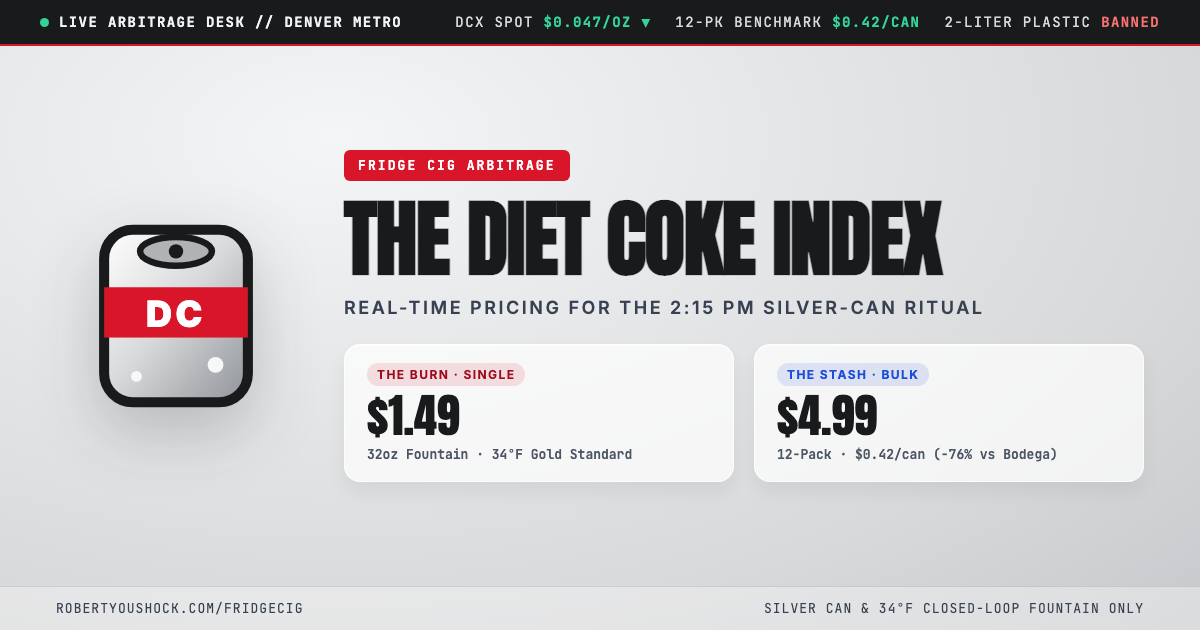 LIVE ARBITRAGE DESK // DENVER METRO
DCX SPOT $0.047/OZ ▼ 12-PK BENCHMARK $0.42/CAN 2-LITER PLASTIC BANNED
FRIDGE CIG ARBITRAGE
THE DIET COKE INDEX
REAL-TIME PRICING FOR THE 2:15 PM SILVER-CAN RITUAL
DC
THE BURN · SINGLE
$1.49
32oz Fountain · 34°F Gold Standard
THE STASH · BULK
$4.99
12-Pack · $0.42/can (-76% vs Bodega)
ROBERTYOUSHOCK.COM/FRIDGECIG
SILVER CAN & 34°F CLOSED-LOOP FOUNTAIN ONLY